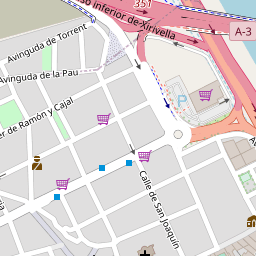 351
so inferior de Xirivella
A-3
Avinguda de Torrent
Avinguda de la Pau
er de Ramón y Cajal
P
Calle de San Joaquín